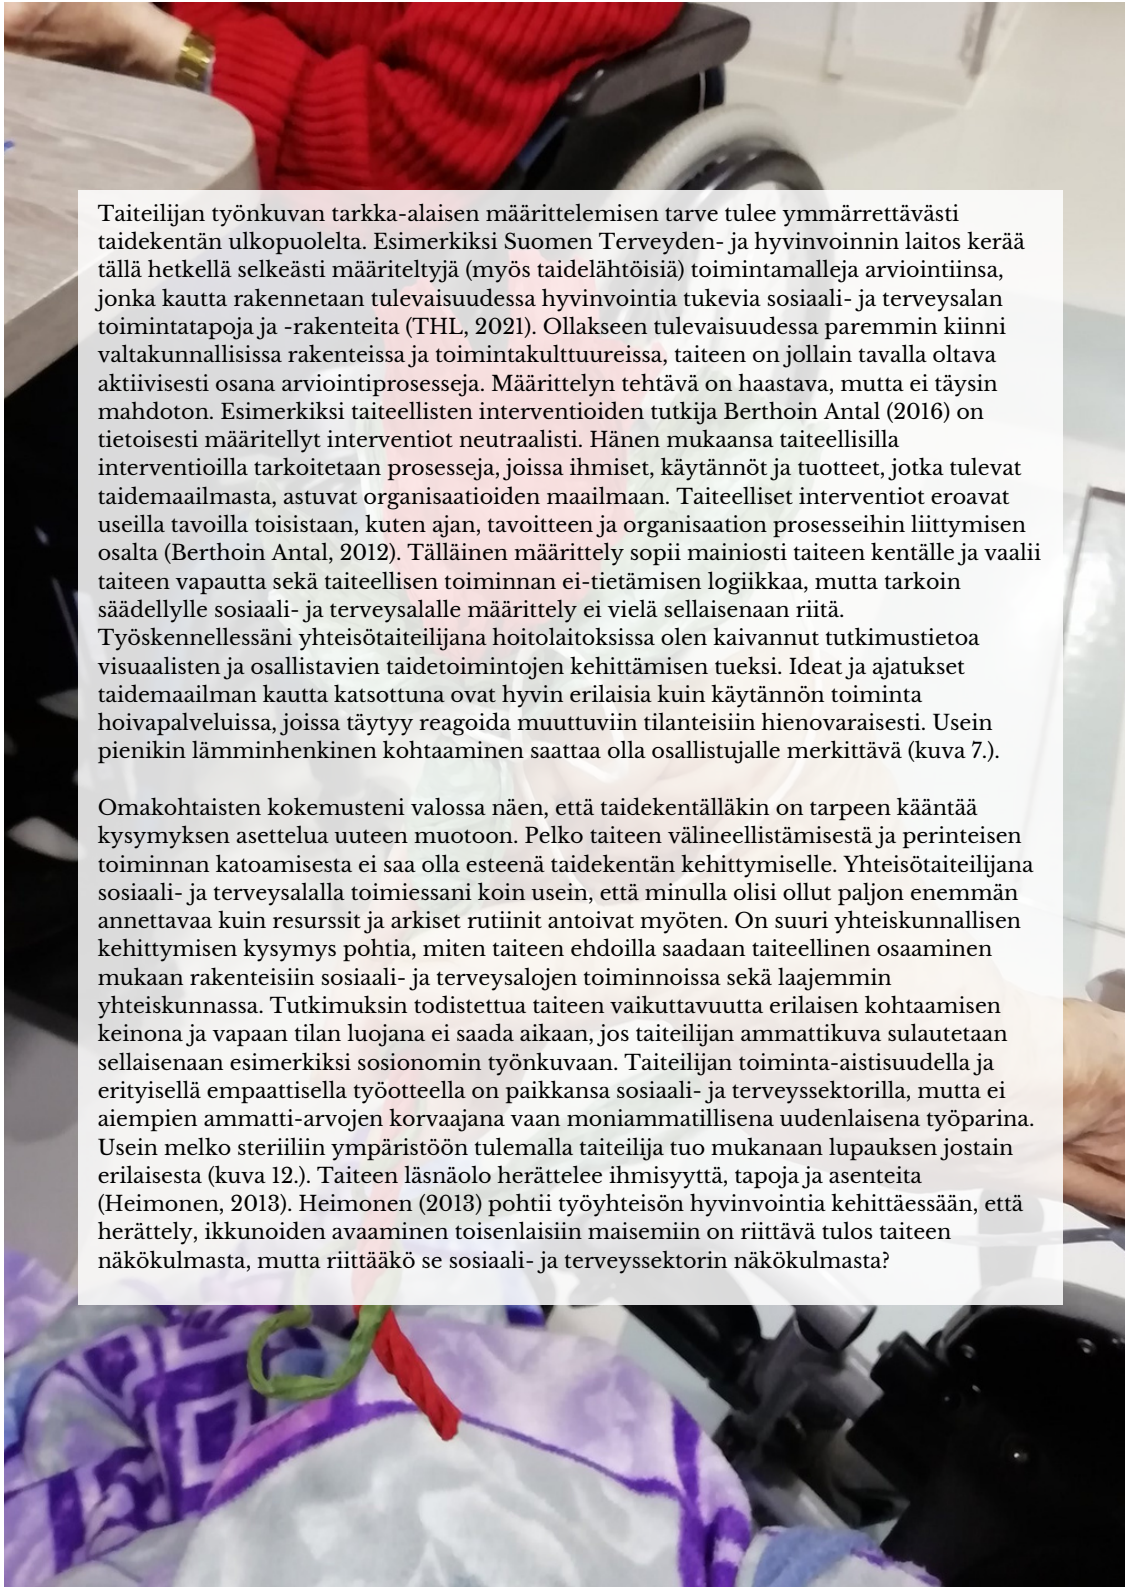 Taiteilijan työnkuvan tarkka-alaisen määrittelemisen tarve tulee ymmärrettävästi
taidekentän ulkopuolelta. Esimerkiksi Suomen Terveyden- ja hyvinvoinnin laitos kerää
tällä hetkellä selkeästi määriteltyjä (myös taidelähtöisiä) toimintamalleja arviointiinsa,
jonka kautta rakennetaan tulevaisuudessa hyvinvointia tukevia sosiaali- ja terveysalan
toimintatapoja ja -rakenteita (THL, 2021). Ollakseen tulevaisuudessa paremmin kiinni
valtakunnallisissa rakenteissa ja toimintakulttuureissa, taiteen on jollain tavalla oltava
aktiivisesti osana arviointiprosesseja. Määrittelyn tehtävä on haastava, mutta ei täysin
mahdoton. Esimerkiksi taiteellisten interventioiden tutkija Berthoin Antal (2016) on
tietoisesti määritellyt interventiot neutraalisti. Hänen mukaansa taiteellisilla
interventioilla tarkoitetaan prosesseja, joissa ihmiset, käytännöt ja tuotteet, jotka tulevat
taidemaailmasta, astuvat organisaatioiden maailmaan. Taiteelliset interventiot eroavat
useilla tavoilla toisistaan, kuten ajan, tavoitteen ja organisaation prosesseihin liittymisen
osalta (Berthoin Antal, 2012). Tälläinen määrittely sopii mainiosti taiteen kentälle ja vaalii
taiteen vapautta sekä taiteellisen toiminnan ei-tietämisen logiikkaa, mutta tarkoin
säädellylle sosiaali- ja terveysalalle määrittely ei vielä sellaisenaan riitä.
Työskennellessäni yhteisötaiteilijana hoitolaitoksissa olen kaivannut tutkimustietoa
visuaalisten ja osallistavien taidetoimintojen kehittämisen tueksi. Ideat ja ajatukset
taidemaailman kautta katsottuna ovat hyvin erilaisia kuin käytännön toiminta
hoivapalveluissa, joissa täytyy reagoida muuttuviin tilanteisiin hienovaraisesti. Usein
pienikin lämminhenkinen kohtaaminen saattaa olla osallistujalle merkittävä (kuva 7.).
Omakohtaisten kokemusteni valossa näen, että taidekentälläkin on tarpeen kääntää
kysymyksen asettelua uuteen muotoon. Pelko taiteen välineellistämisestä ja perinteisen
toiminnan katoamisesta ei saa olla esteenä taidekentän kehittymiselle. Yhteisötaiteilijana
sosiaali- ja terveysalalla toimiessani koin usein, että minulla olisi ollut paljon enemmän
annettavaa kuin resurssit ja arkiset rutiinit antoivat myöten. On suuri yhteiskunnallisen
kehittymisen kysymys pohtia, miten taiteen ehdoilla saadaan taiteellinen osaaminen
mukaan rakenteisiin sosiaali- ja terveysalojen toiminnoissa sekä laajemmin
yhteiskunnassa. Tutkimuksin todistettua taiteen vaikuttavuutta erilaisen kohtaamisen
keinona ja vapaan tilan luojana ei saada aikaan, jos taiteilijan ammattikuva sulautetaan
sellaisenaan esimerkiksi sosionomin työnkuvaan. Taiteilijan toiminta-aistisuudella ja
erityisellä empaattisella työotteella on paikkansa sosiaali- ja terveyssektorilla, mutta ei
aiempien ammatti-arvojen korvaajana vaan moniammatillisena uudenlaisena työparina.
Usein melko steriiliin ympäristöön tulemalla taiteilija tuo mukanaan lupauksen jostain
erilaisesta (kuva 12.). Taiteen läsnäolo herättelee ihmisyyttä, tapoja ja asenteita
(Heimonen, 2013). Heimonen (2013) pohtii työyhteisön hyvinvointia kehittäessään, että
herättely, ikkunoiden avaaminen toisenlaisiin maisemiin on riittävä tulos taiteen
näkökulmasta, mutta riittääkö se sosiaali- ja terveyssektorin näkökulmasta?